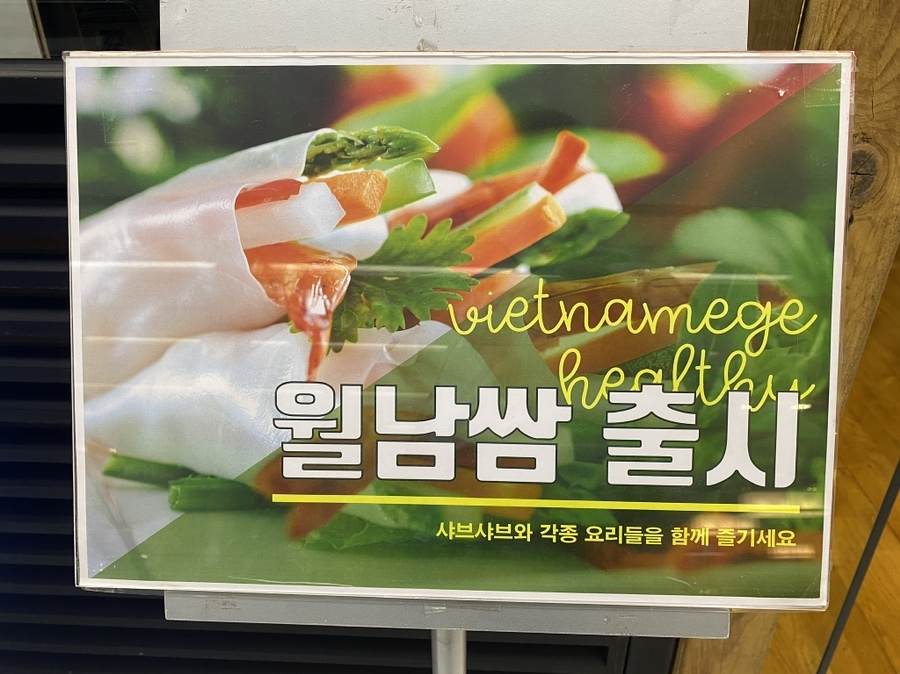 vietnamege
healthy
월남쌈 출시
샤브샤브와 각종 요리들을 함께 즐기세요